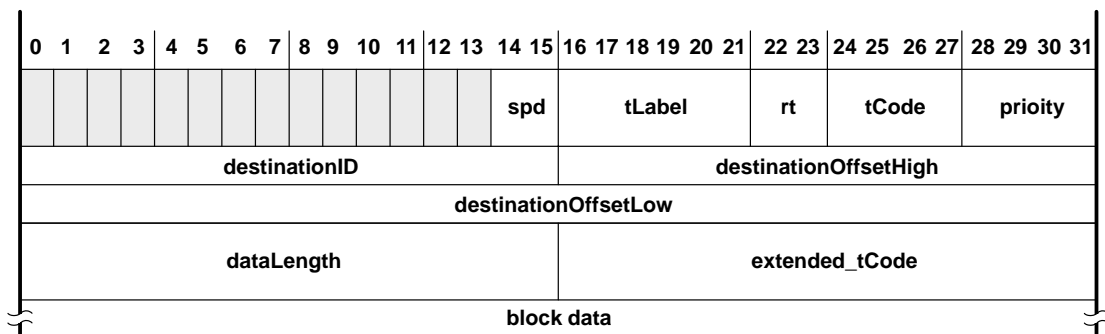 0 1 2 3 4 5 6 7 8 9 10 11 12 13 14 15 16 17 18 19 20 21 22 23 24 25 26 27 28 29 30 31
spd tLabel rt tCode prioity
destinationID destinationOffsetHigh
destinationOffsetLow
dataLength extended_tCode
block data